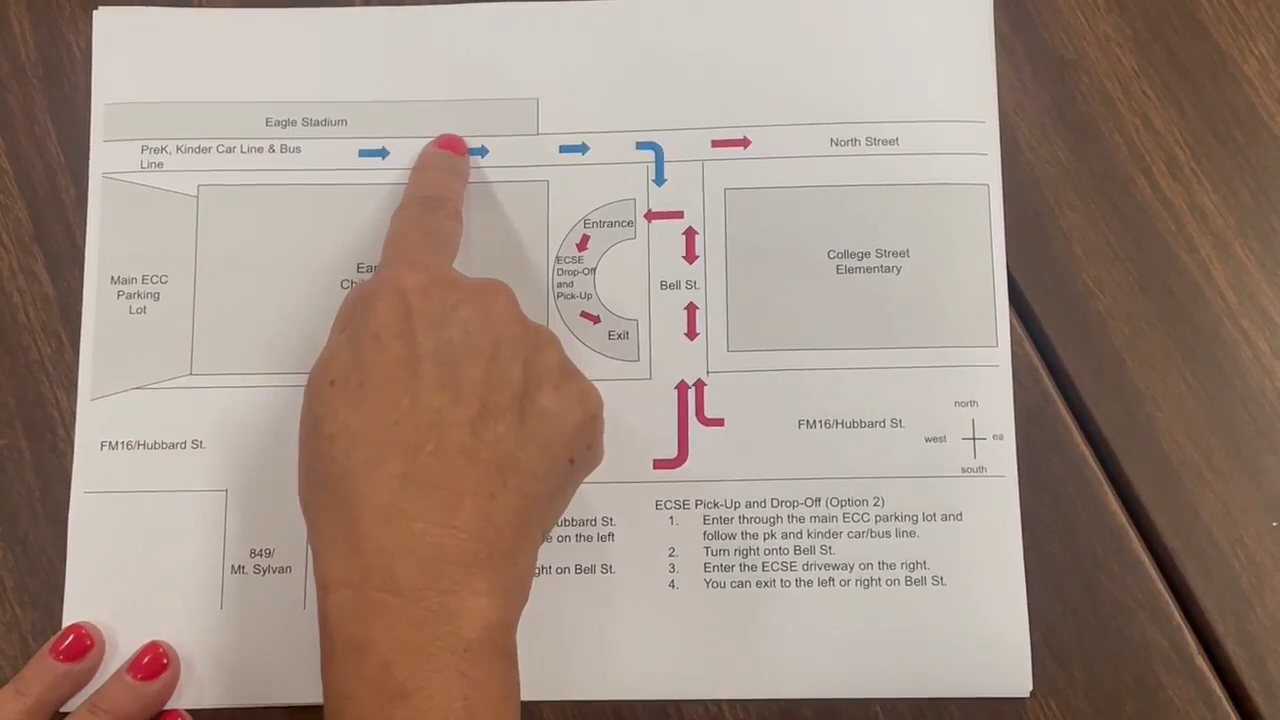 Eagle Stadium
PreK, Kinder Car Line & Bus
Line
North Street
Entrance
ECSE
Drop-Off
and
Pick-Up
Exit
Bell St.
College Street
Elementary
Main ECC
Parking
Lot
FM16/Hubbard St.
FM16/Hubbard St.
north
west
south
849/
Mt. Sylvan
St.
on the left
on Bell St.
ECSE Pick-Up and Drop-Off (Option 2)
1. Enter through the main ECC parking lot and
follow the pk and kinder car/bus line.
2. Turn right onto Bell St.
3. Enter the ECSE driveway on the right.
4. You can exit to the left or right on Bell St.